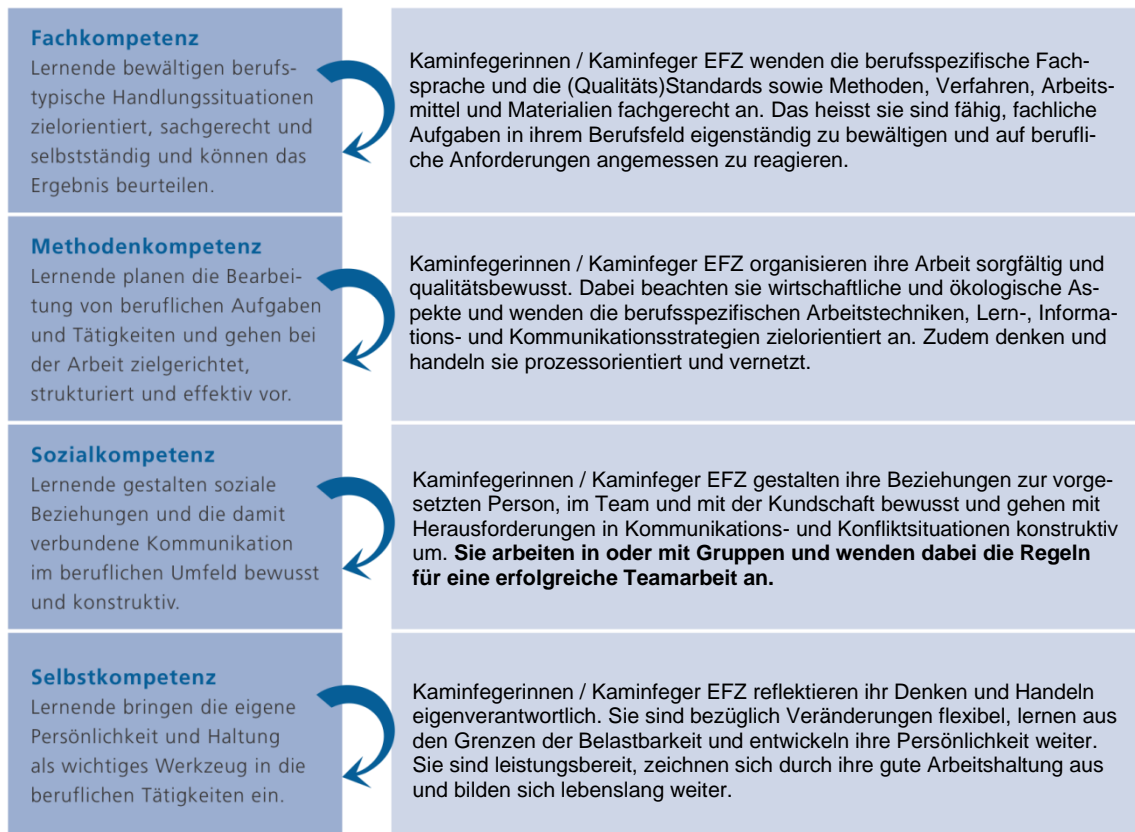 Fachkompetenz
Lernende bewältigen berufs-
typische Handlungssituationen
zielorientiert, sachgerecht und
selbstständig und können das
Ergebnis beurteilen.
Kaminfegerinnen / Kaminfeger EFZ wenden die berufsspezifische Fach-
sprache und die (Qualitäts)Standards sowie Methoden, Verfahren, Arbeits-
mittel und Materialien fachgerecht an. Das heisst sie sind fähig, fachliche
Aufgaben in ihrem Berufsfeld eigenständig zu bewältigen und auf berufli-
che Anforderungen angemessen zu reagieren.
Methodenkompetenz
Lernende planen die Bearbei-
tung von beruflichen Aufgaben
und Tätigkeiten und gehen bei
der Arbeit zielgerichtet,
strukturiert und effektiv vor.
Kaminfegerinnen / Kaminfeger EFZ organisieren ihre Arbeit sorgfältig und
qualitätsbewusst. Dabei beachten sie wirtschaftliche und ökologische As-
pekte und wenden die berufsspezifischen Arbeitstechniken, Lern-, Informa-
tions- und Kommunikationsstrategien zielorientiert an. Zudem denken und
handeln sie prozessorientiert und vernetzt.
Sozialkompetenz
Lernende gestalten soziale
Beziehungen und die damit
verbundene Kommunikation
im beruflichen Umfeld bewusst
und konstruktiv.
Kaminfegerinnen / Kaminfeger EFZ gestalten ihre Beziehungen zur vorge-
setzten Person, im Team und mit der Kundschaft bewusst und gehen mit
Herausforderungen in Kommunikations- und Konfliktsituationen konstruktiv
um. Sie arbeiten in oder mit Gruppen und wenden dabei die Regeln
für eine erfolgreiche Teamarbeit an.
Selbstkompetenz
Lernende bringen die eigene
Persönlichkeit und Haltung
als wichtiges Werkzeug in die
beruflichen Tätigkeiten ein.
Kaminfegerinnen / Kaminfeger EFZ reflektieren ihr Denken und Handeln
eigenverantwortlich. Sie sind bezüglich Veränderungen flexibel, lernen aus
den Grenzen der Belastbarkeit und entwickeln ihre Persönlichkeit weiter.
Sie sind leistungsbereit, zeichnen sich durch ihre gute Arbeitshaltung aus
und bilden sich lebenslang weiter.